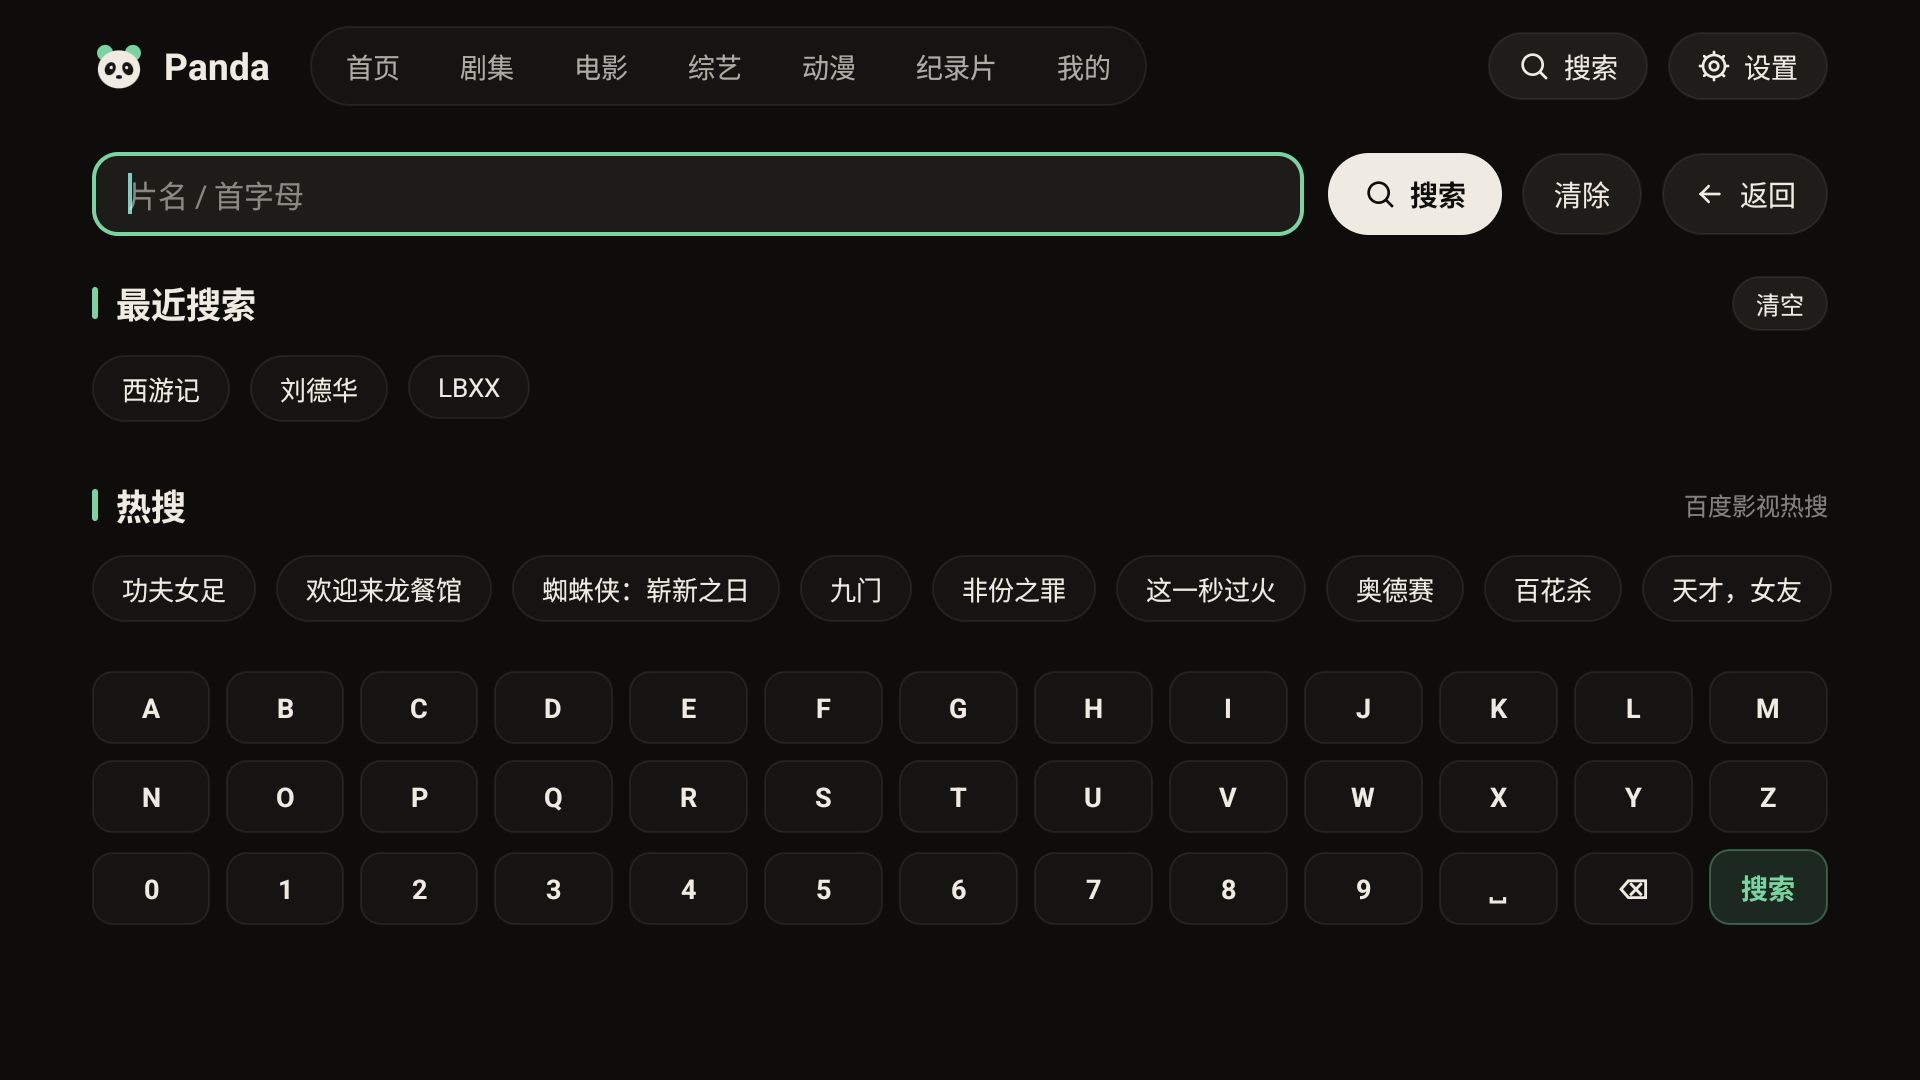 Panda 首页 剧集 电影 综艺 动漫 纪录片 我的 搜索 设置
片名 / 首字母 搜索 清除 返回
最近搜索 清空
西游记 刘德华 LBXX
热搜 百度影视热搜
功夫女足 欢迎来龙餐馆 蜘蛛侠：崭新之日 九门 非份之罪 这一秒过火 奥德赛 百花杀 天才，女友
A B C D E F G H I J K L M
N O P Q R S T U V W X Y Z
0 1 2 3 4 5 6 7 8 9 ␣ ⌫ 搜索